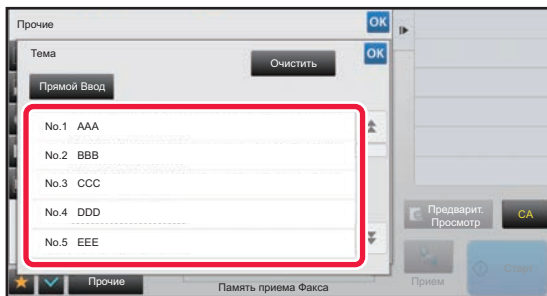 Прочие
OK
Тема
Очистить
OK
Прямой Ввод
No.1 AAA
No.2 BBB
No.3 CCC
No.4 DDD
No.5 EEE
Предварит.
Просмотр
CA
Прием
Старт
Прочие
Память приема Факса